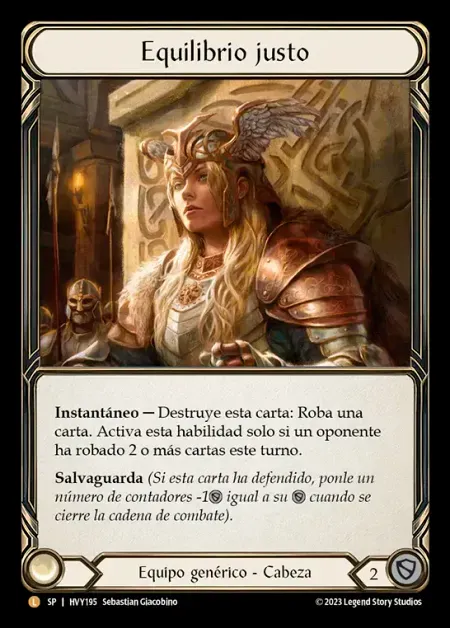 Equilibrio justo
Instantáneo — Destruye esta carta: Roba una
carta. Activa esta habilidad solo si un oponente
ha robado 2 o más cartas este turno.
Salvaguarda (Si esta carta ha defendido, ponle un
número de contadores -1 igual a su cuando se
cierre la cadena de combate).
Equipo genérico - Cabeza
2
L SP | HVY195 Sebastian Giacobino
© 2023 Legend Story Studios